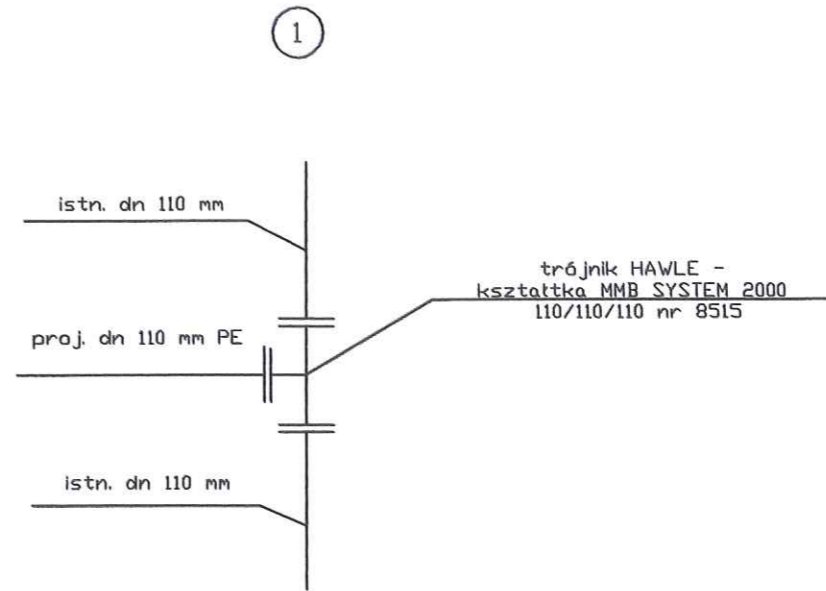 1
istn. dn 110 mm
trójnik HAWLE -
kształtka MMB SYSTEM 2000
110/110/110 nr 8515
proj. dn 110 mm PE
istn. dn 110 mm